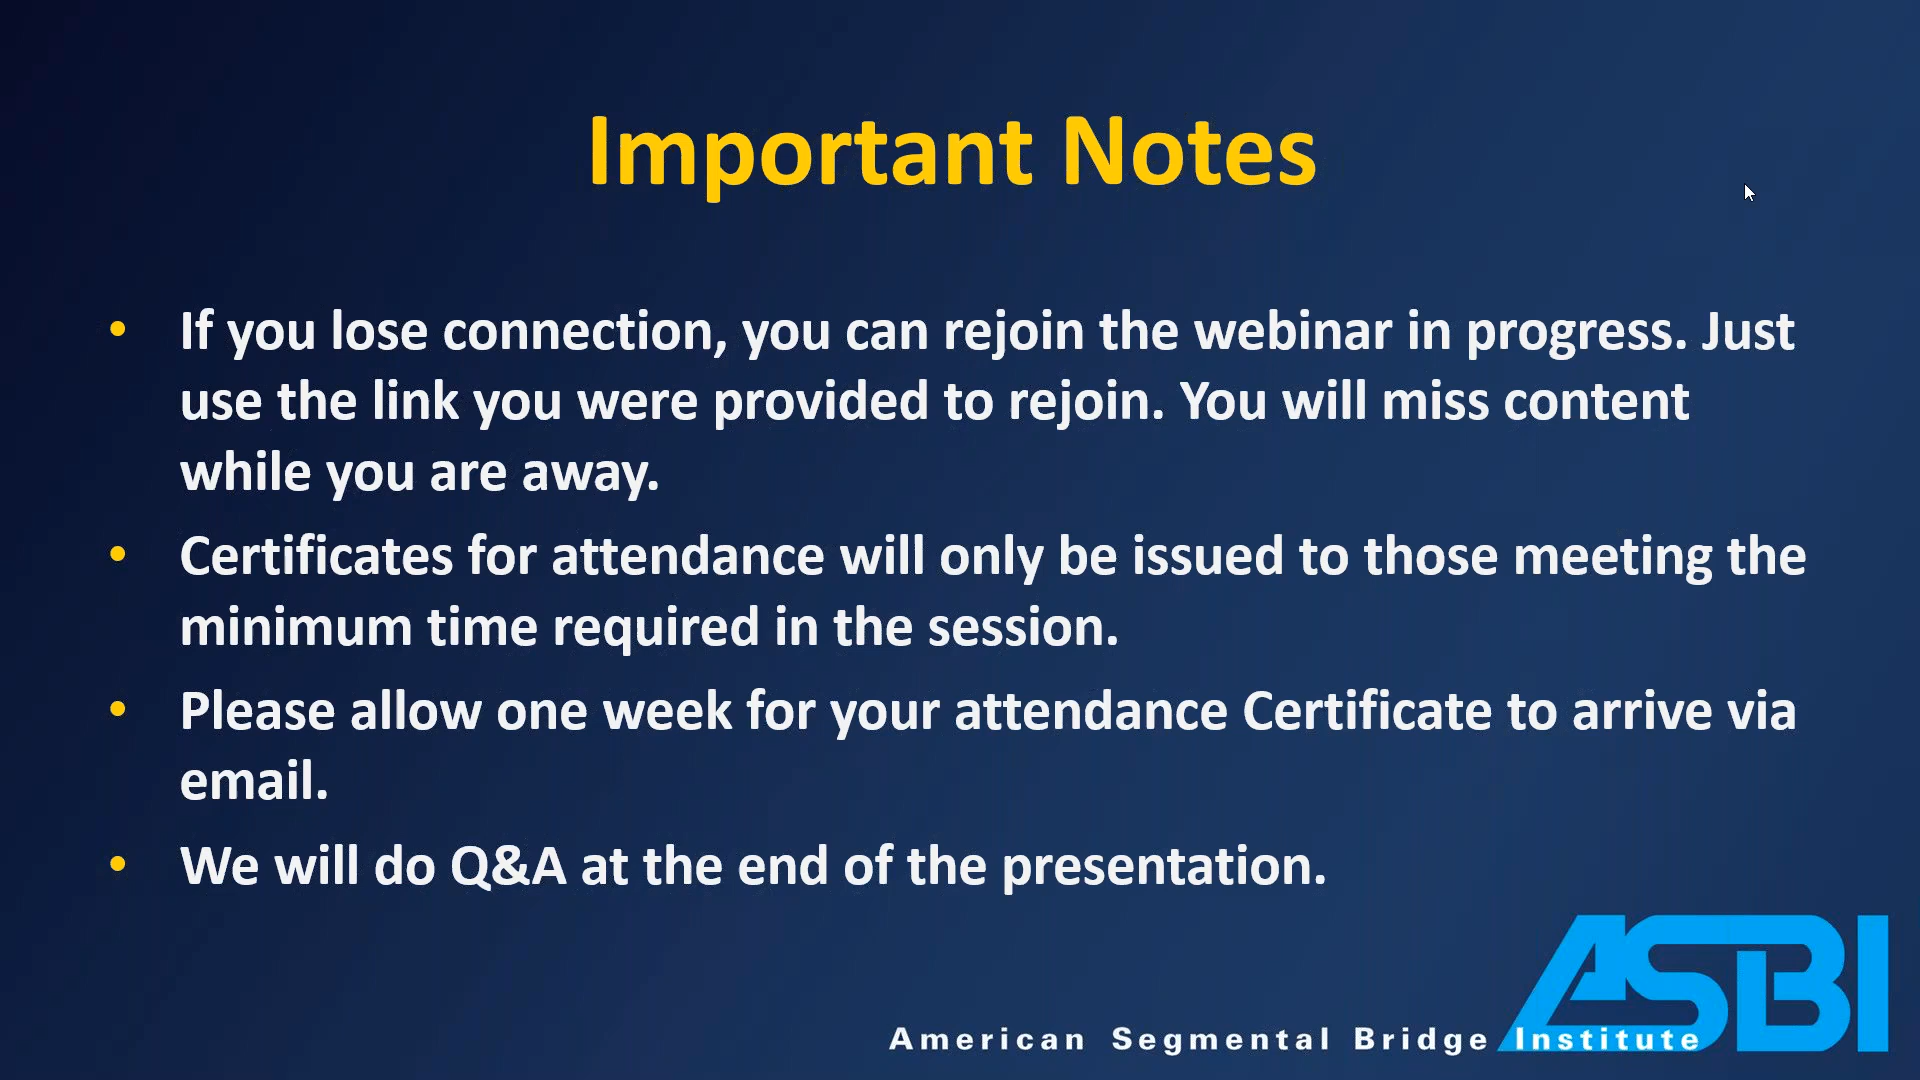 Important Notes
• If you lose connection, you can rejoin the webinar in progress. Just
use the link you were provided to rejoin. You will miss content
while you are away.
• Certificates for attendance will only be issued to those meeting the
minimum time required in the session.
• Please allow one week for your attendance Certificate to arrive via
email.
• We will do Q&A at the end of the presentation.
ASBI
American Segmental Bridge Institute